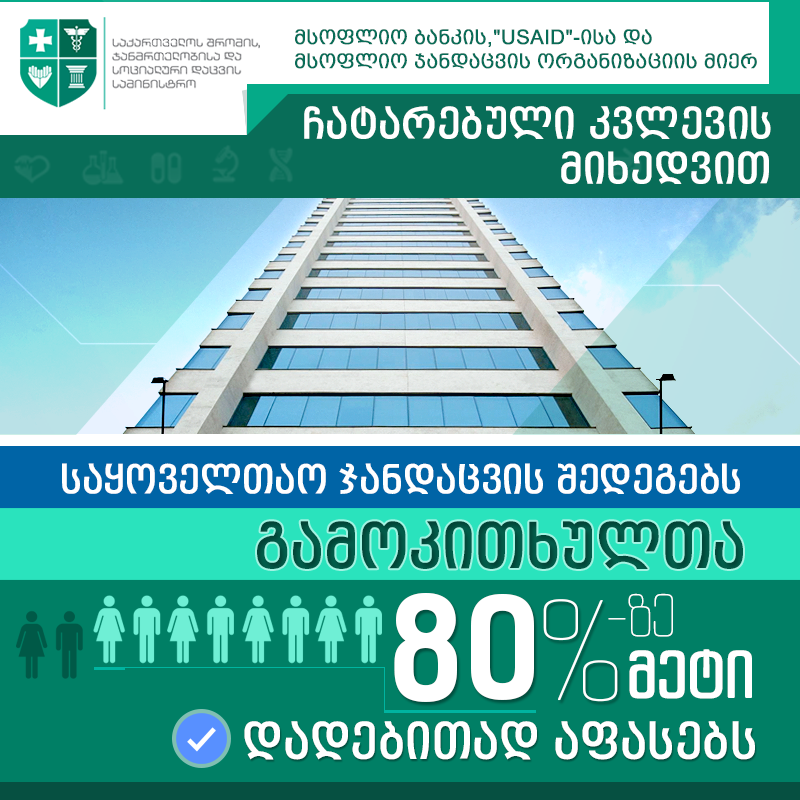 საქართველოს შრომის,
ჯანმრთელობისა და
სოციალური დაცვის
სამინისტრო
მსოფლიო ბანკის,"USAID"-ისა და
მსოფლიო ჯანდაცვის ორგანიზაციის მიერ
ჩატარებული კვლევის
მიხედვით
საყოველთაო ჯანდაცვის შედეგებს
გამოკითხულთა
80%-ზე
მეტი
დადებითად აფასებს